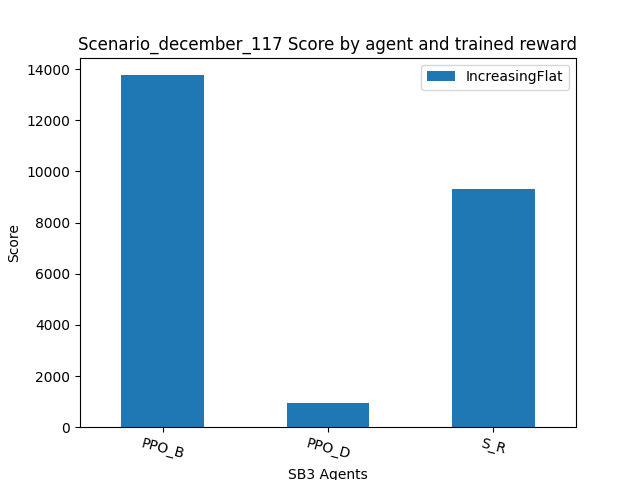 Scenario_december_117 Score by agent and trained reward
IncreasingFlat
14000
12000
10000
8000
6000
4000
2000
0
Score
PPO_B
PPO_D
S_R
SB3 Agents